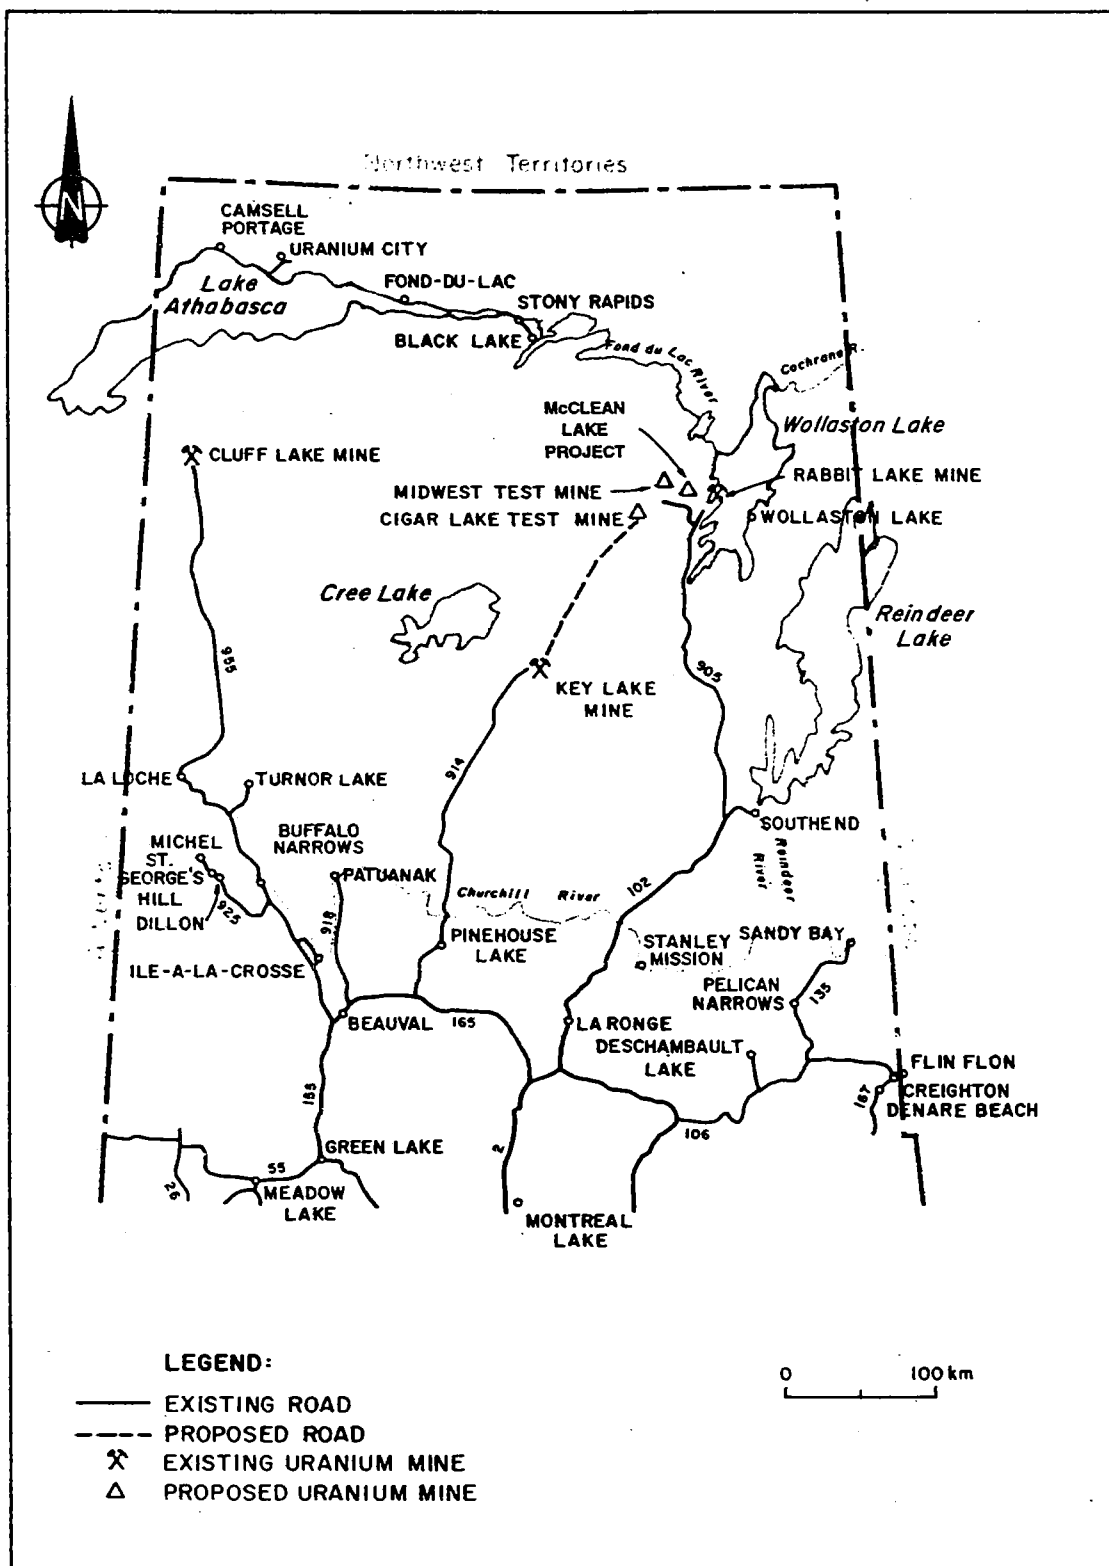 Northwest Territories
N
CAMSELL
PORTAGE
URANIUM CITY
Lake
Athabasca
FOND-DU-LAC
STONY RAPIDS
BLACK LAKE
Fond du Lac River
Cochrane R.
McCLEAN
LAKE
PROJECT
Wollaston Lake
CLUFF LAKE MINE
RABBIT LAKE MINE
MIDWEST TEST MINE
CIGAR LAKE TEST MINE
WOLLASTON LAKE
Cree Lake
Reindeer
Lake
955
905
KEY LAKE
MINE
914
LA LOCHE
TURNOR LAKE
SOUTHEND
BUFFALO
NARROWS
MICHEL
ST.
GEORGE'S
HILL
DILLON
925
PATUANAK
918
Churchill River
102
Reindeer
River
PINEHOUSE
LAKE
STANLEY
MISSION
SANDY BAY
ILE-A-LA-CROSSE
PELICAN
NARROWS
135
BEAUVAL
165
LA RONGE
DESCHAMBAULT
LAKE
FLIN FLON
CREIGHTON
DENARE BEACH
167
155
106
2
GREEN LAKE
55
26
MEADOW
LAKE
MONTREAL
LAKE
LEGEND:
EXISTING ROAD
PROPOSED ROAD
EXISTING URANIUM MINE
PROPOSED URANIUM MINE
0 100 km